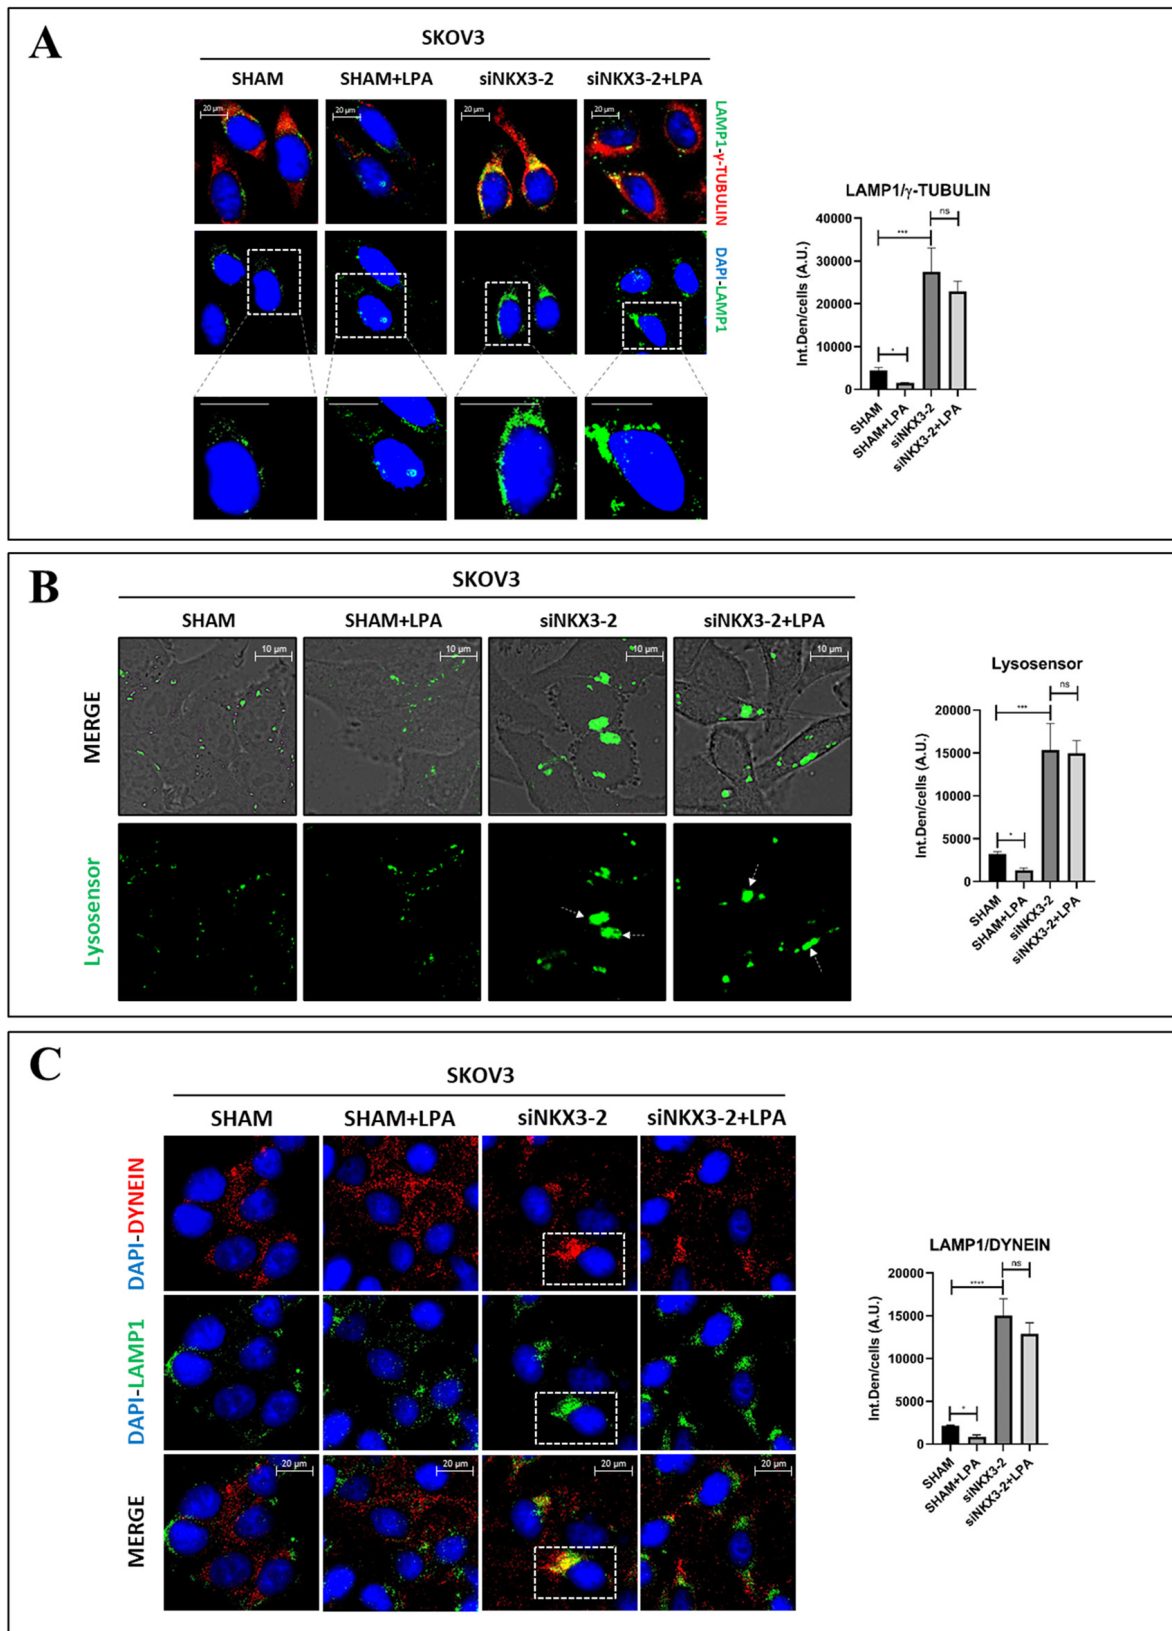 A
SKOV3
SHAM SHAM+LPA siNKX3-2 siNKX3-2+LPA
20 μm 20 μm 20 μm 20 μm
LAMP1-γ-TUBULIN
DAPI-LAMP1
LAMP1/γ-TUBULIN
Int.Den/cells (A.U.)
40000
30000
20000
10000
0
*
***
ns
SHAM
SHAM+LPA
siNKX3-2
siNKX3-2+LPA
B
SKOV3
SHAM SHAM+LPA siNKX3-2 siNKX3-2+LPA
MERGE
10 μm 10 μm 10 μm 10 μm
Lysosensor
Lysosensor
Int.Den/cells (A.U.)
20000
15000
10000
5000
0
*
***
ns
SHAM
SHAM+LPA
siNKX3-2
siNKX3-2+LPA
C
SKOV3
SHAM SHAM+LPA siNKX3-2 siNKX3-2+LPA
DAPI-DYNEIN
DAPI-LAMP1
MERGE
20 μm 20 μm 20 μm 20 μm
LAMP1/DYNEIN
Int.Den/cells (A.U.)
20000
15000
10000
5000
0
*
****
ns
SHAM
SHAM+LPA
siNKX3-2
siNKX3-2+LPA